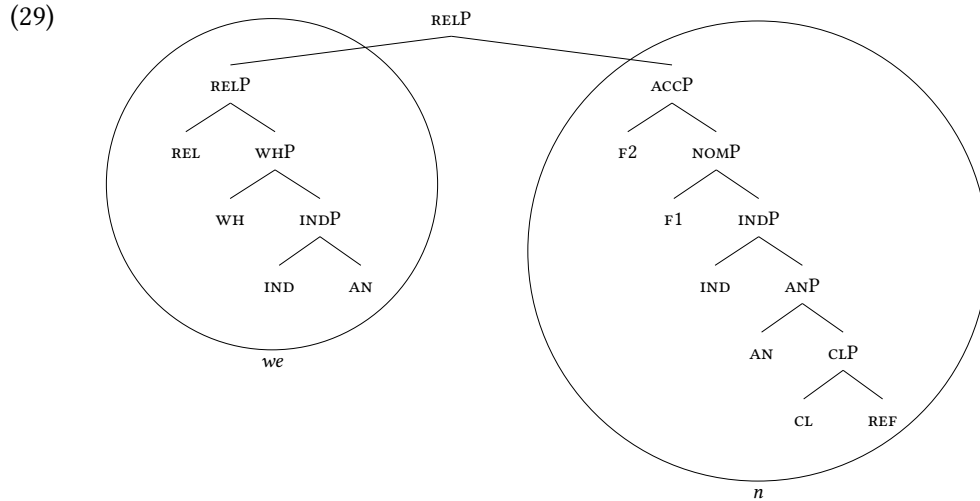 (29)
RELP
RELP ACCP
REL WHP F2 NOMP
WH INDP F1 INDP
IND AN IND ANP
we AN CLP
CL REF
n